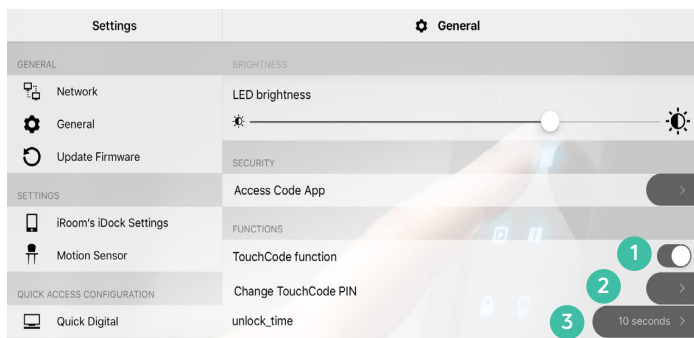 Settings
General
GENERAL
Network
General
Update Firmware
SETTINGS
iRoom's iDock Settings
Motion Sensor
QUICK ACCESS CONFIGURATION
Quick Digital
BRIGHTNESS
LED brightness
SECURITY
Access Code App
FUNCTIONS
TouchCode function
1
Change TouchCode PIN
2
unlock_time
3
10 seconds